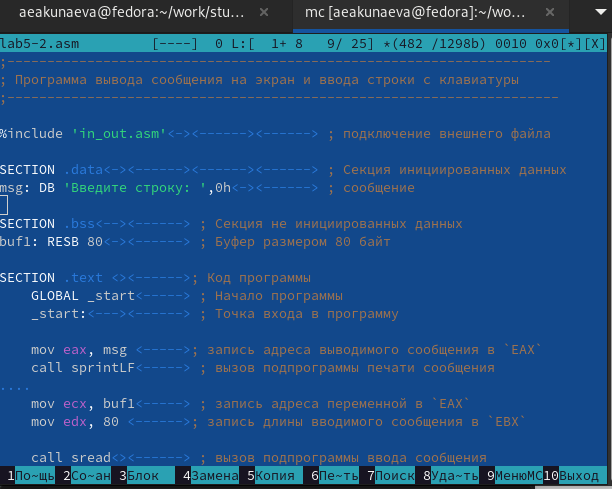 aeakunaeva@fedora:~/work/stu... × mc [aeakunaeva@fedora]:~/wo... ×
lab5-2.asm [----] 0 L:[ 1+ 8 9/ 25] *(482 /1298b) 0010 0x0[*][X]
;--------------------------------------------------------------------
; Программа вывода сообщения на экран и ввода строки с клавиатуры
;---------------------------------------------------------------------
%include 'in_out.asm'<-><------><------> ; подключение внешнего файла
SECTION .data<-><------><------><------> ; Секция инициированных данных
msg: DB 'Введите строку: ',0h<-><------> ; сообщение
SECTION .bss<--><------> ; Секция не инициированных данных
buf1: RESB 80<-><------> ; Буфер размером 80 байт
SECTION .text <><------> ; Код программы
GLOBAL _start<------> ; Начало программы
_start:<---><------> ; Точка входа в программу
mov eax, msg <----->; запись адреса выводимого сообщения в `EAX`
call sprintLF<------> ; вызов подпрограммы печати сообщения
....
mov ecx, buf1<------> ; запись адреса переменной в `EAX`
mov edx, 80 <------> ; запись длины вводимого сообщения в `EBX`
call sread<><------> ; вызов подпрограммы ввода сообщения
1По~щь 2Со~ан 3Блок 4Замена 5Копия 6Пе~ть 7Поиск 8Уда~ть 9МенюMC 10Выход